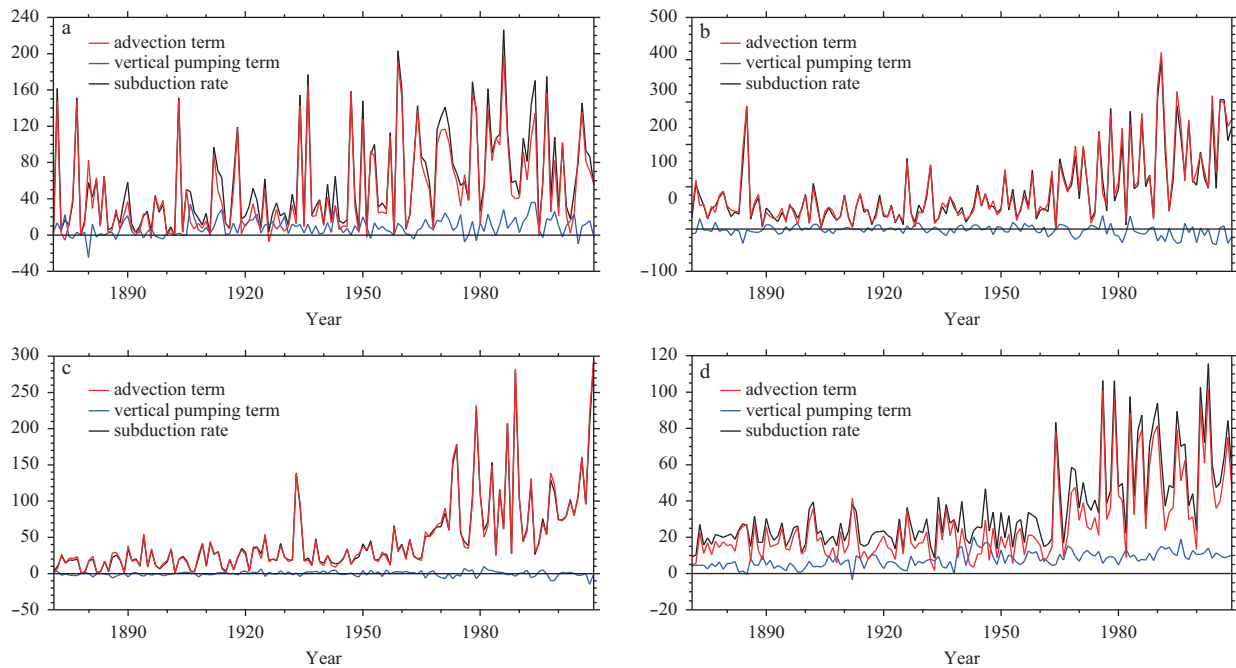 a
240
200
160
120
80
40
0
−40
advection term
vertical pumping term
subduction rate
1890 1920 1950 1980
Year
b
500
400
300
200
100
0
−100
advection term
vertical pumping term
subduction rate
1890 1920 1950 1980
Year
c
300
250
200
150
100
50
0
−50
advection term
vertical pumping term
subduction rate
1890 1920 1950 1980
Year
d
120
100
80
60
40
20
0
−20
advection term
vertical pumping term
subduction rate
1890 1920 1950 1980
Year